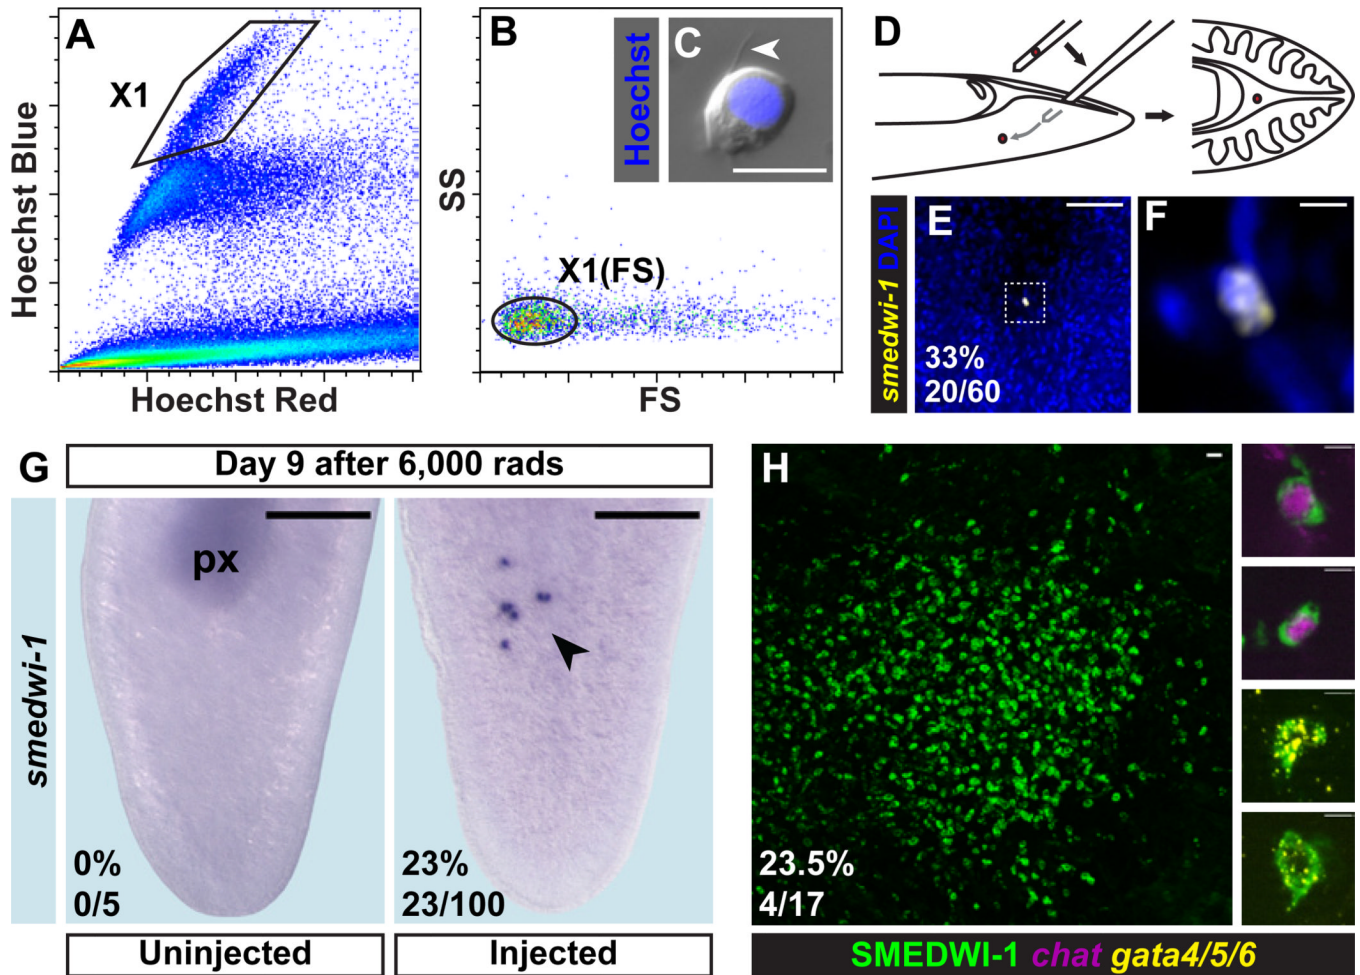 A
X1
Hoechst Blue
Hoechst Red
B
SS
X1(FS)
FS
C
Hoechst
D
smedwi-1 DAPI
E
33%
20/60
F
G
Day 9 after 6,000 rads
smedwi-1
px
0%
0/5
23%
23/100
Uninjected
Injected
H
23.5%
4/17
SMEDWI-1 chat gata4/5/6